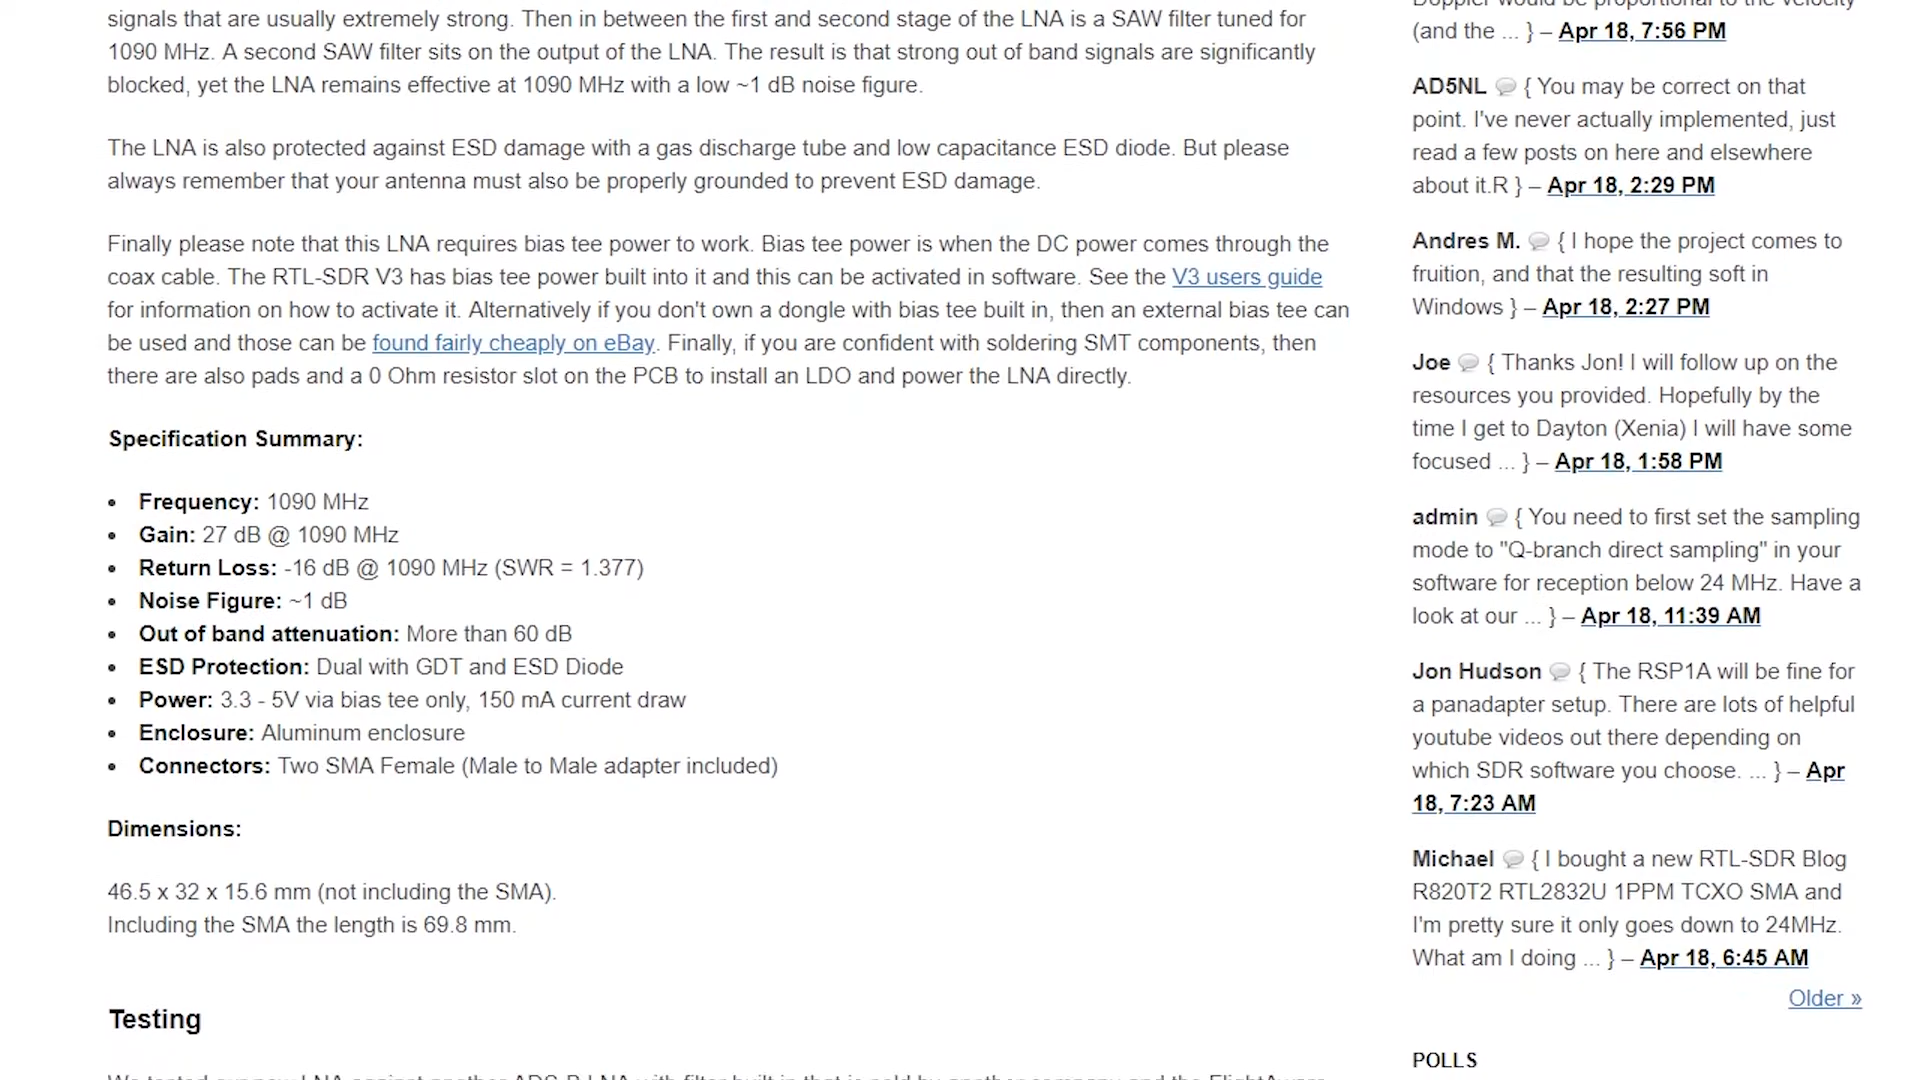 signals that are usually extremely strong. Then in between the first and second stage of the LNA is a SAW filter tuned for
1090 MHz. A second SAW filter sits on the output of the LNA. The result is that strong out of band signals are significantly
blocked, yet the LNA remains effective at 1090 MHz with a low ~1 dB noise figure.
The LNA is also protected against ESD damage with a gas discharge tube and low capacitance ESD diode. But please
always remember that your antenna must also be properly grounded to prevent ESD damage.
Finally please note that this LNA requires bias tee power to work. Bias tee power is when the DC power comes through the
coax cable. The RTL-SDR V3 has bias tee power built into it and this can be activated in software. See the V3 users guide
for information on how to activate it. Alternatively if you don't own a dongle with bias tee built in, then an external bias tee can
be used and those can be found fairly cheaply on eBay. Finally, if you are confident with soldering SMT components, then
there are also pads and a 0 Ohm resistor slot on the PCB to install an LDO and power the LNA directly.
Specification Summary:
• Frequency: 1090 MHz
• Gain: 27 dB @ 1090 MHz
• Return Loss: -16 dB @ 1090 MHz (SWR = 1.377)
• Noise Figure: ~1 dB
• Out of band attenuation: More than 60 dB
• ESD Protection: Dual with GDT and ESD Diode
• Power: 3.3 - 5V via bias tee only, 150 mA current draw
• Enclosure: Aluminum enclosure
• Connectors: Two SMA Female (Male to Male adapter included)
Dimensions:
46.5 x 32 x 15.6 mm (not including the SMA).
Including the SMA the length is 69.8 mm.
Testing
We tested our new LNA against another ADS-B LNA with filter built in that is sold by another company and the FlightAware
Doppler would be proportional to the velocity
(and the ... } – Apr 18, 7:56 PM
AD5NL { You may be correct on that
point. I've never actually implemented, just
read a few posts on here and elsewhere
about it.R } – Apr 18, 2:29 PM
Andres M. { I hope the project comes to
fruition, and that the resulting soft in
Windows } – Apr 18, 2:27 PM
Joe { Thanks Jon! I will follow up on the
resources you provided. Hopefully by the
time I get to Dayton (Xenia) I will have some
focused ... } – Apr 18, 1:58 PM
admin { You need to first set the sampling
mode to "Q-branch direct sampling" in your
software for reception below 24 MHz. Have a
look at our ... } – Apr 18, 11:39 AM
Jon Hudson { The RSP1A will be fine for
a panadapter setup. There are lots of helpful
youtube videos out there depending on
which SDR software you choose. ... } – Apr
18, 7:23 AM
Michael { I bought a new RTL-SDR Blog
R820T2 RTL2832U 1PPM TCXO SMA and
I'm pretty sure it only goes down to 24MHz.
What am I doing ... } – Apr 18, 6:45 AM
Older »
POLLS